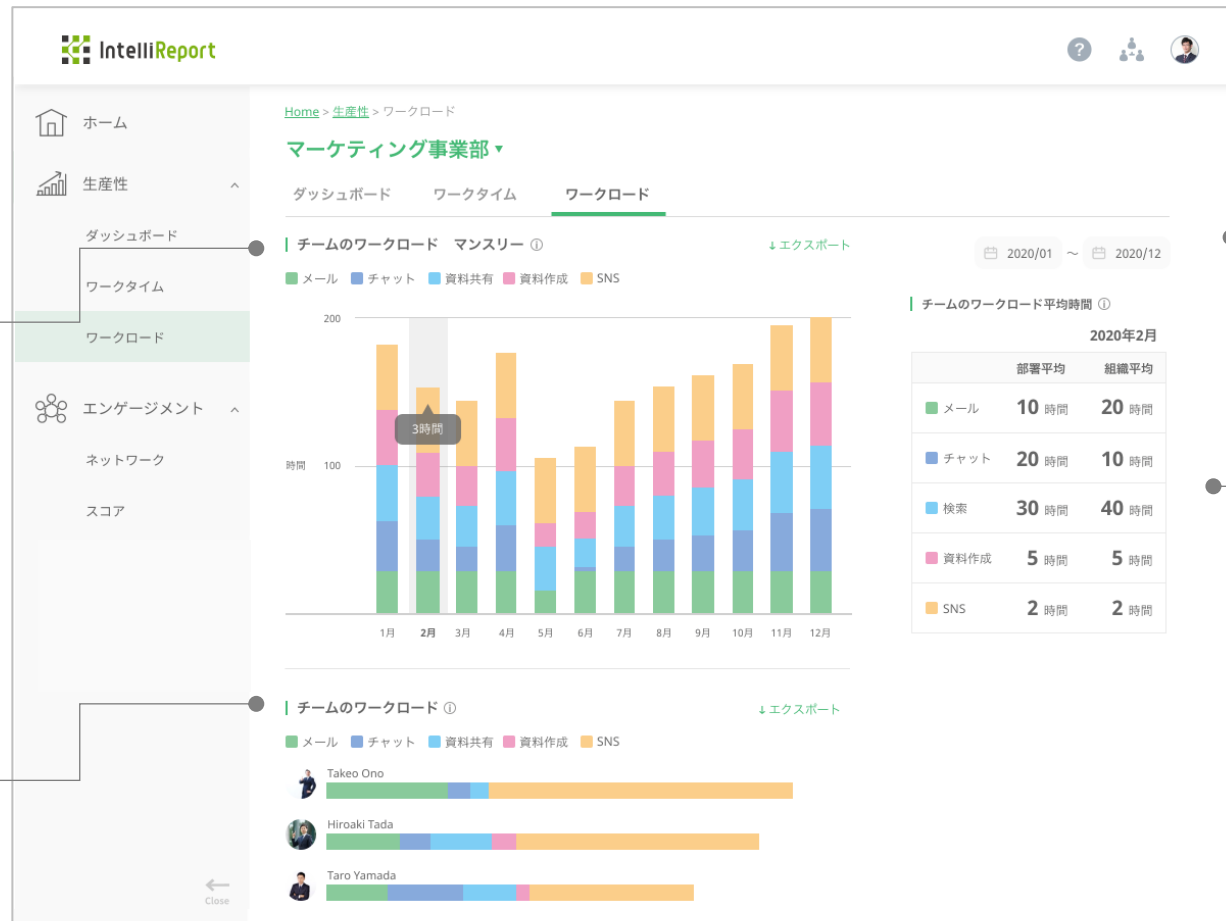 IntelliReport
?
ホーム
生産性
ダッシュボード
ワークタイム
ワークロード
エンゲージメント
ネットワーク
スコア
Close
Home > 生産性 > ワークロード
マーケティング事業部 ▾
ダッシュボード ワークタイム ワークロード
チームのワークロード マンスリー ⓘ ↓エクスポート
メール チャット 資料共有 資料作成 SNS
200
3時間
時間 100
1月 2月 3月 4月 5月 6月 7月 8月 9月 10月 11月 12月
2020/01 ~ 2020/12
チームのワークロード平均時間 ⓘ
2020年2月
部署平均 組織平均
メール 10 時間 20 時間
チャット 20 時間 10 時間
検索 30 時間 40 時間
資料作成 5 時間 5 時間
SNS 2 時間 2 時間
チームのワークロード ⓘ ↓エクスポート
メール チャット 資料共有 資料作成 SNS
Takeo Ono
Hiroaki Tada
Taro Yamada